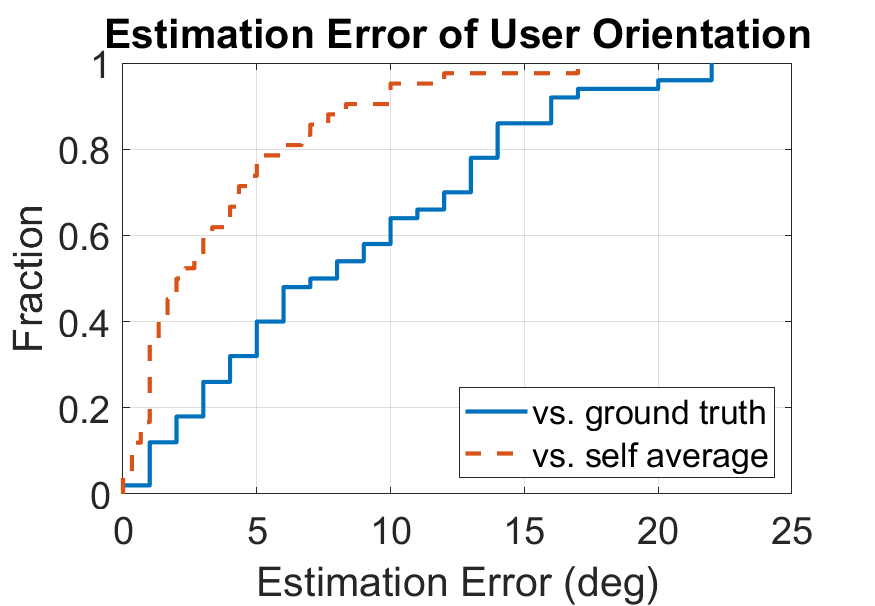 Estimation Error of User Orientation
1
0.8
0.6
0.4
0.2
0
Fraction
vs. ground truth
vs. self average
0 5 10 15 20 25
Estimation Error (deg)